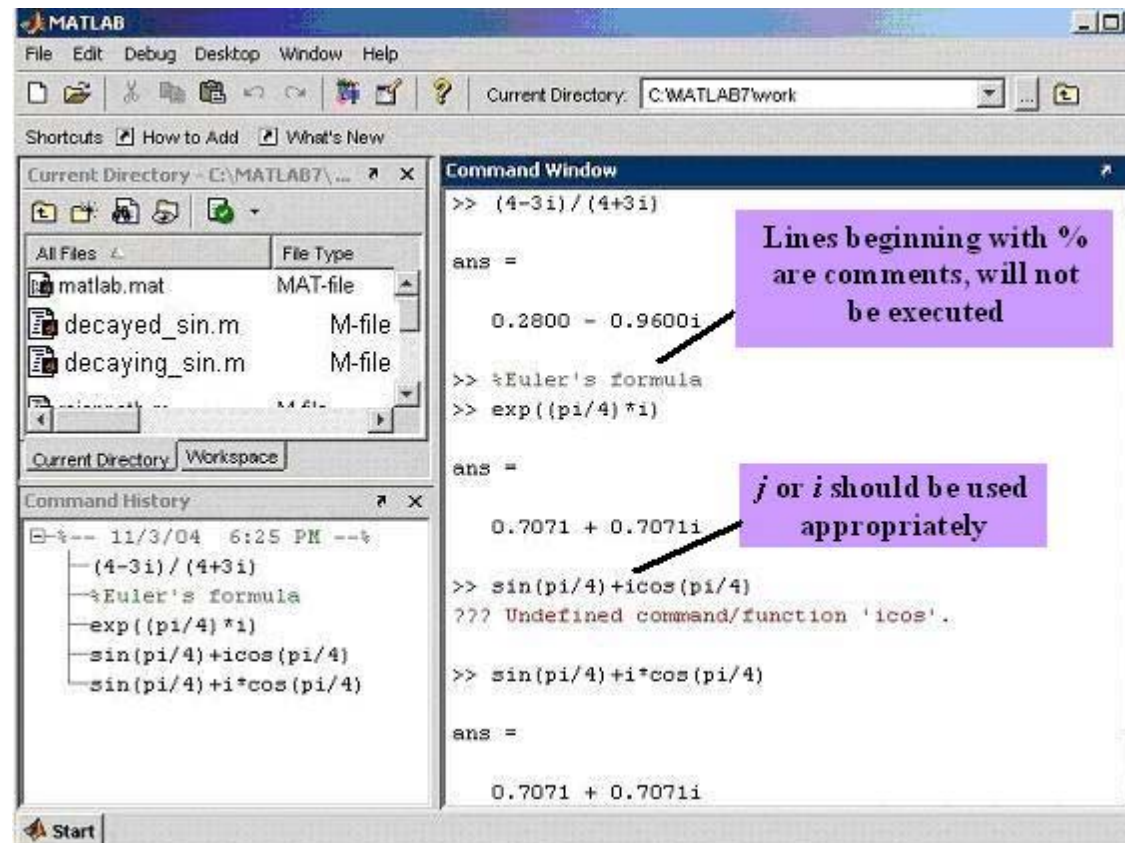 MATLAB
File Edit Debug Desktop Window Help
Current Directory: C:\MATLAB7\work
...
Shortcuts How to Add What's New
Current Directory - C:\MATLAB7\ ...
All Files File Type
matlab.mat MAT-file
decayed_sin.m M-file
decaying_sin.m M-file
Current Directory Workspace
Command History
%-- 11/3/04 6:25 PM --%
(4-3i)/(4+3i)
%Euler's formula
exp((pi/4)*i)
sin(pi/4)+icos(pi/4)
sin(pi/4)+i*cos(pi/4)
Command Window
>> (4-3i)/(4+3i)
ans =
0.2800 - 0.9600i
>> %Euler's formula
>> exp((pi/4)*i)
ans =
0.7071 + 0.7071i
>> sin(pi/4)+icos(pi/4)
??? Undefined command/function 'icos'.
>> sin(pi/4)+i*cos(pi/4)
ans =
0.7071 + 0.7071i
Lines beginning with %
are comments, will not
be executed
j or i should be used
appropriately
Start